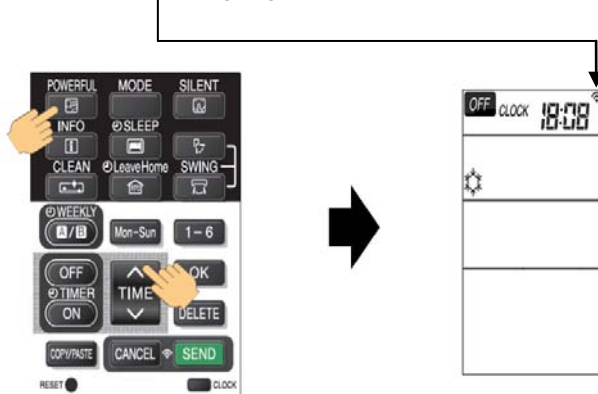 POWERFUL MODE SILENT
INFO SLEEP
CLEAN LeaveHome SWING
WEEKLY
A/B Mon-Sun 1-6
OFF OK
TIMER TIME
ON DELETE
COPY/PASTE CANCEL SEND
RESET CLOCK
OFF CLOCK 18:08